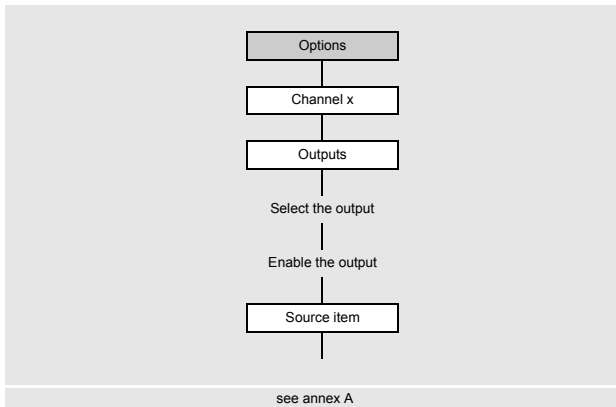 Options
Channel x
Outputs
Select the output
Enable the output
Source item
see annex A